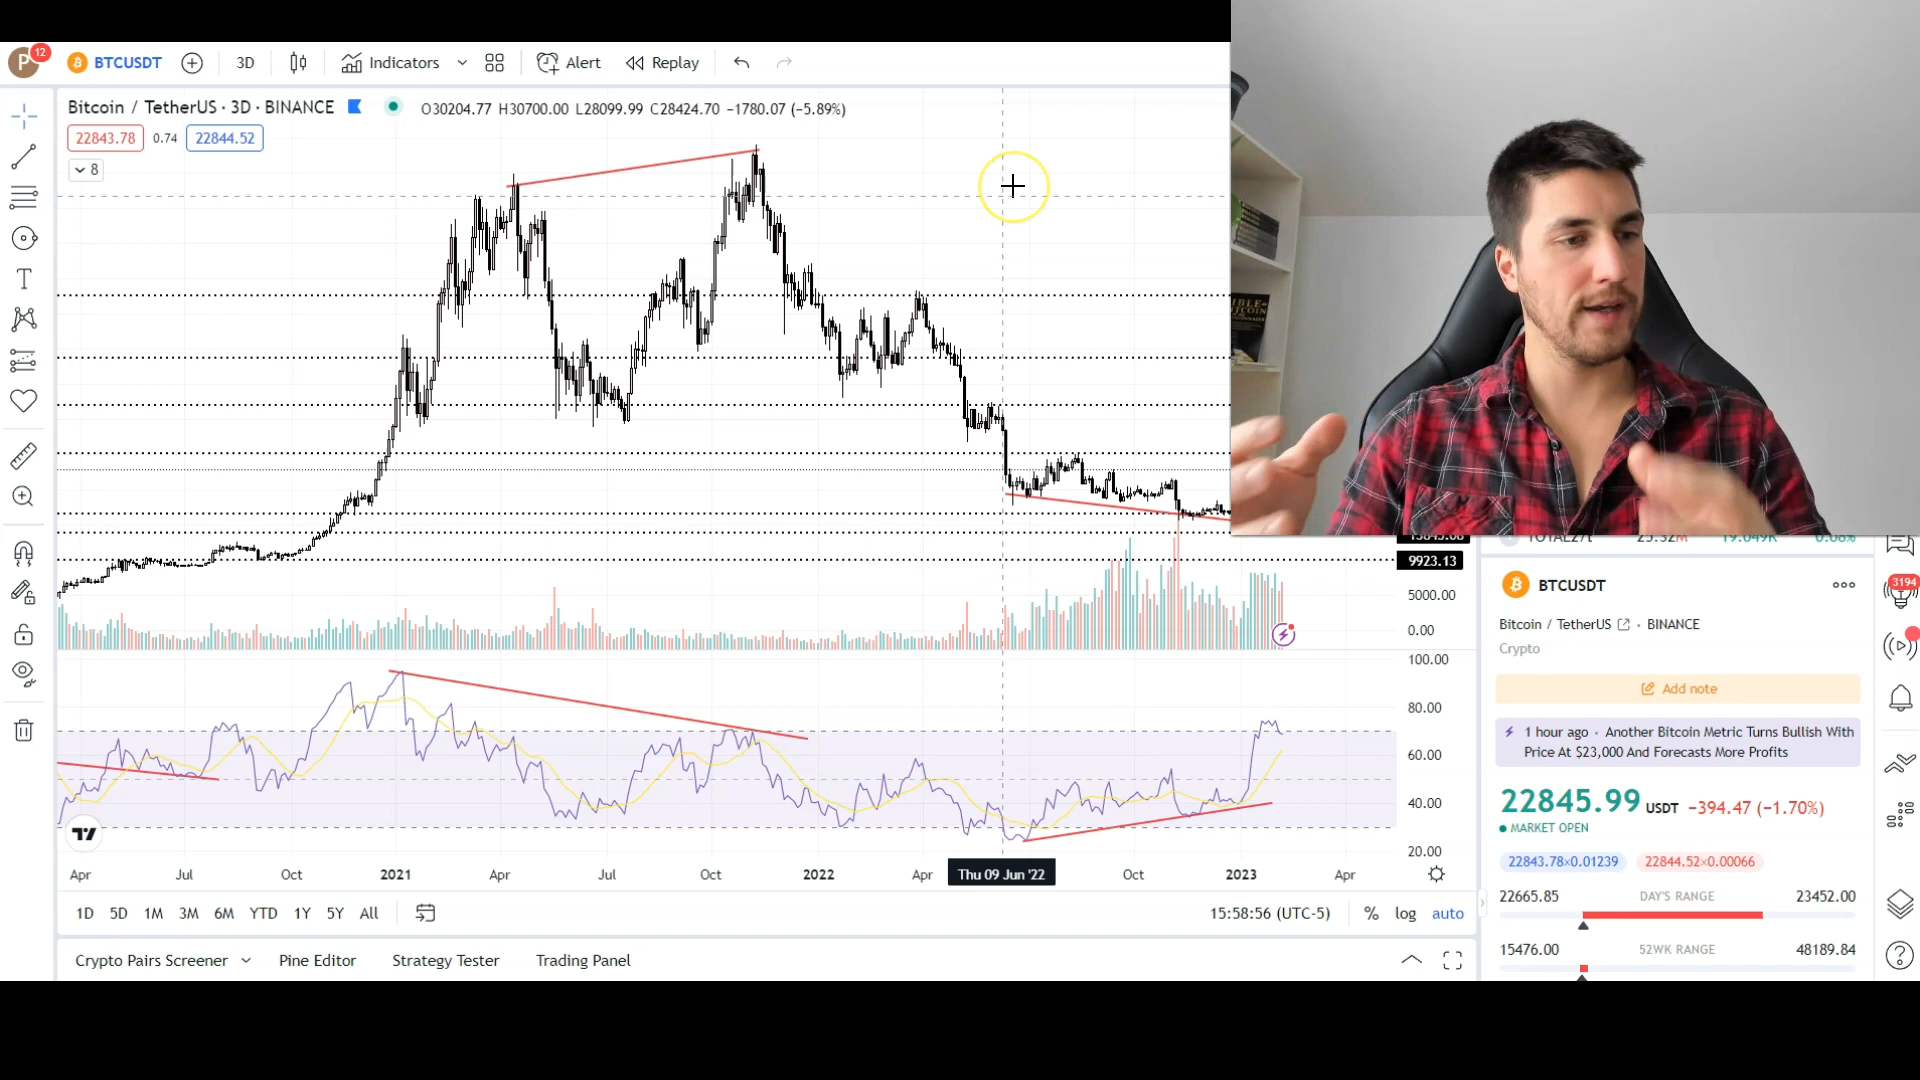 P 12 BTCUSDT 3D Indicators Alert Replay
Bitcoin / TetherUS · 3D · BINANCE O30204.77 H30700.00 L28099.99 C28424.70 −1780.07 (−5.89%)
22843.78 0.74 22844.52
8
9923.13
5000.00
0.00
100.00
80.00
60.00
40.00
20.00
Apr Jul Oct 2021 Apr Jul Oct 2022 Apr Thu 09 Jun '22 Oct 2023 Apr
1D 5D 1M 3M 6M YTD 1Y 5Y All 15:58:56 (UTC-5) % log auto
Crypto Pairs Screener Pine Editor Strategy Tester Trading Panel
BTCUSDT
Bitcoin / TetherUS · BINANCE
Crypto
Add note
1 hour ago · Another Bitcoin Metric Turns Bullish With
Price At $23,000 And Forecasts More Profits
22845.99 USDT −394.47 (−1.70%)
MARKET OPEN
22843.78×0.01239 22844.52×0.00066
22665.85 DAY'S RANGE 23452.00
15476.00 52WK RANGE 48189.84
3194